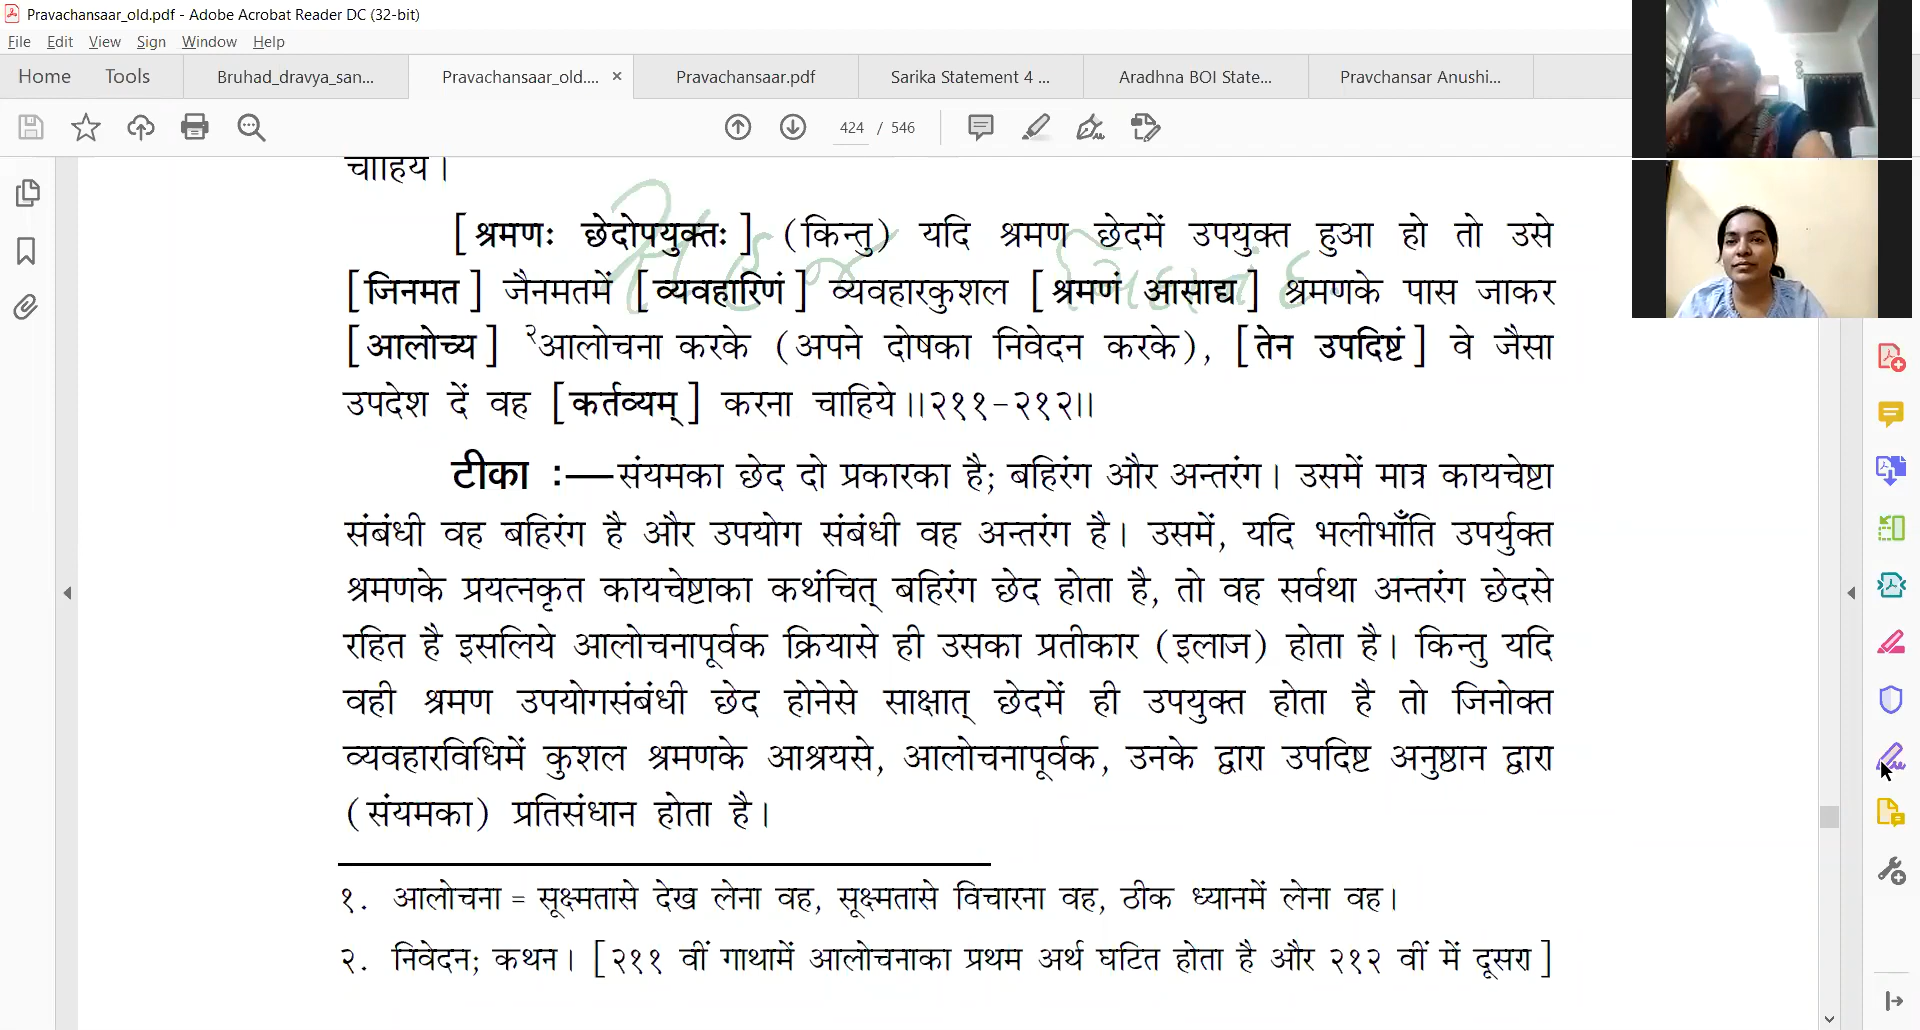 Pravachansaar_old.pdf - Adobe Acrobat Reader DC (32-bit)
File Edit View Sign Window Help
Home Tools Bruhad_dravya_san... Pravachansaar_old.... × Pravachansaar.pdf Sarika Statement 4 ... Aradhna BOI State... Pravchansar Anushi...
424 / 546
चाहिये ।
[श्रमणः छेदोपयुक्तः] (किन्तु) यदि श्रमण छेदमें उपयुक्त हुआ हो तो उसे
[जिनमत] जैनमतमें [व्यवहारिणं] व्यवहारकुशल [श्रमणं आसाद्य] श्रमणके पास जाकर
[आलोच्य] २आलोचना करके (अपने दोषका निवेदन करके), [तेन उपदिष्टं] वे जैसा
उपदेश दें वह [कर्तव्यम्] करना चाहिये ॥२११-२१२॥
टीका :—संयमका छेद दो प्रकारका है; बहिरंग और अन्तरंग। उसमें मात्र कायचेष्टा
संबंधी वह बहिरंग है और उपयोग संबंधी वह अन्तरंग है। उसमें, यदि भलीभाँति उपर्युक्त
श्रमणके प्रयत्नकृत कायचेष्टाका कथंचित् बहिरंग छेद होता है, तो वह सर्वथा अन्तरंग छेदसे
रहित है इसलिये आलोचनापूर्वक क्रियासे ही उसका प्रतीकार (इलाज) होता है। किन्तु यदि
वही श्रमण उपयोगसंबंधी छेद होनेसे साक्षात् छेदमें ही उपयुक्त होता है तो जिनोक्त
व्यवहारविधिमें कुशल श्रमणके आश्रयसे, आलोचनापूर्वक, उनके द्वारा उपदिष्ट अनुष्ठान द्वारा
(संयमका) प्रतिसंधान होता है।
१. आलोचना = सूक्ष्मतासे देख लेना वह, सूक्ष्मतासे विचारना वह, ठीक ध्यानमें लेना वह।
२. निवेदन; कथन। [२११ वीं गाथामें आलोचनाका प्रथम अर्थ घटित होता है और २१२ वीं में दूसरा]